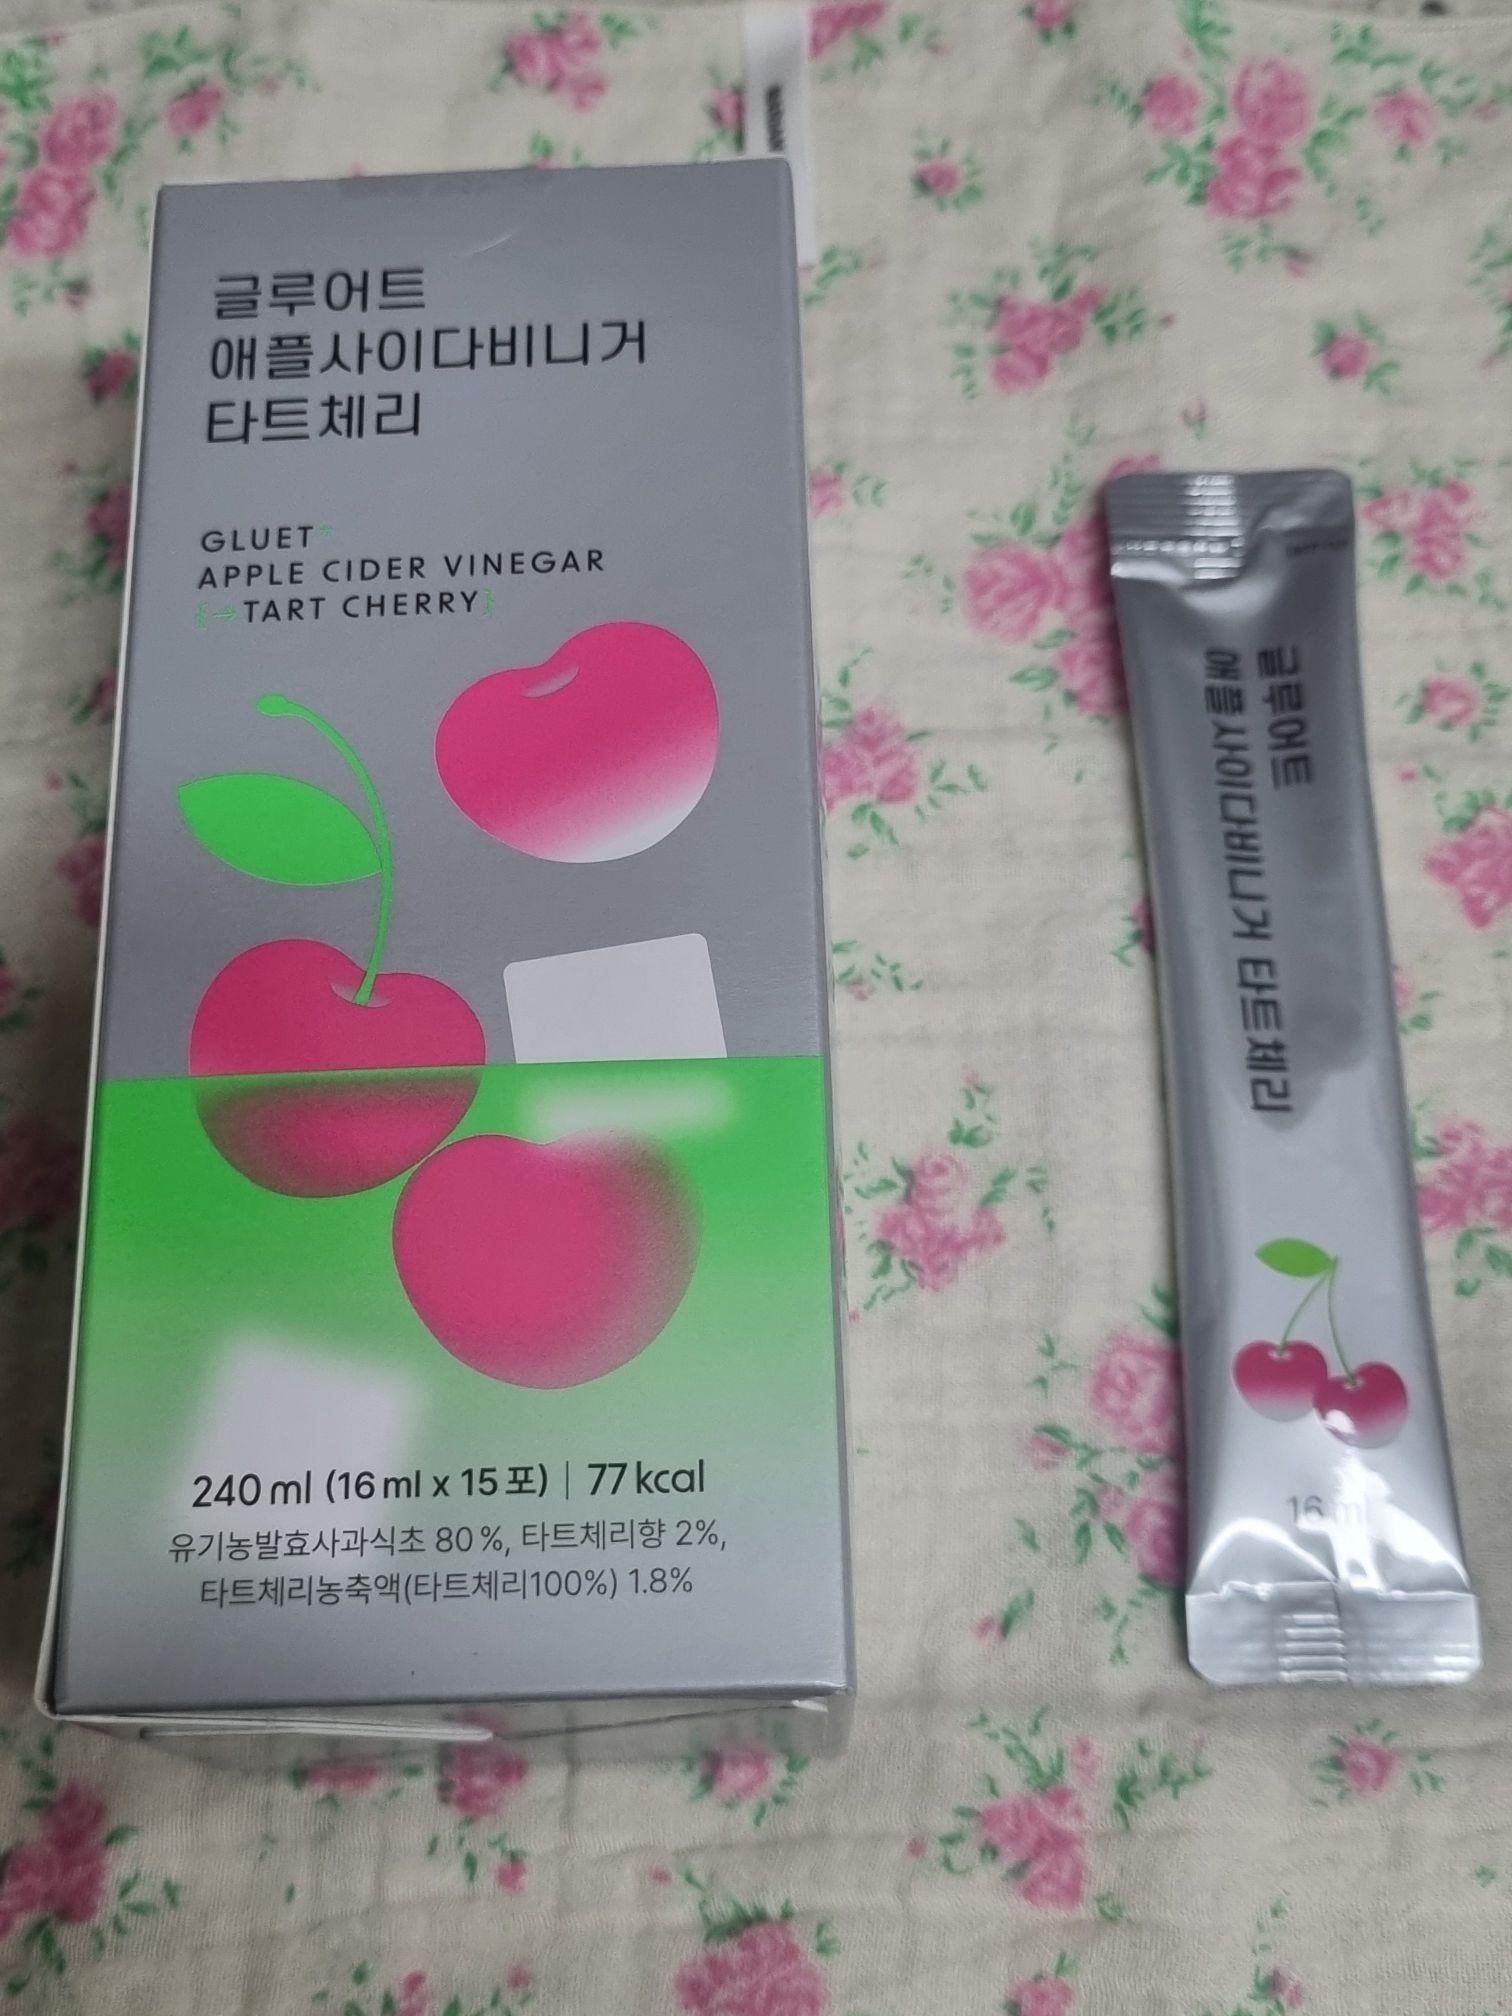 글루어트
애플사이다비니거
타트체리
GLUET*
APPLE CIDER VINEGAR
{→TART CHERRY}
240 ml (16 ml x 15 포) | 77 kcal
유기농발효사과식초 80 %, 타트체리향 2%,
타트체리농축액(타트체리100%) 1.8%
글루어트
애플사이다비니거 타트체리
16 ml